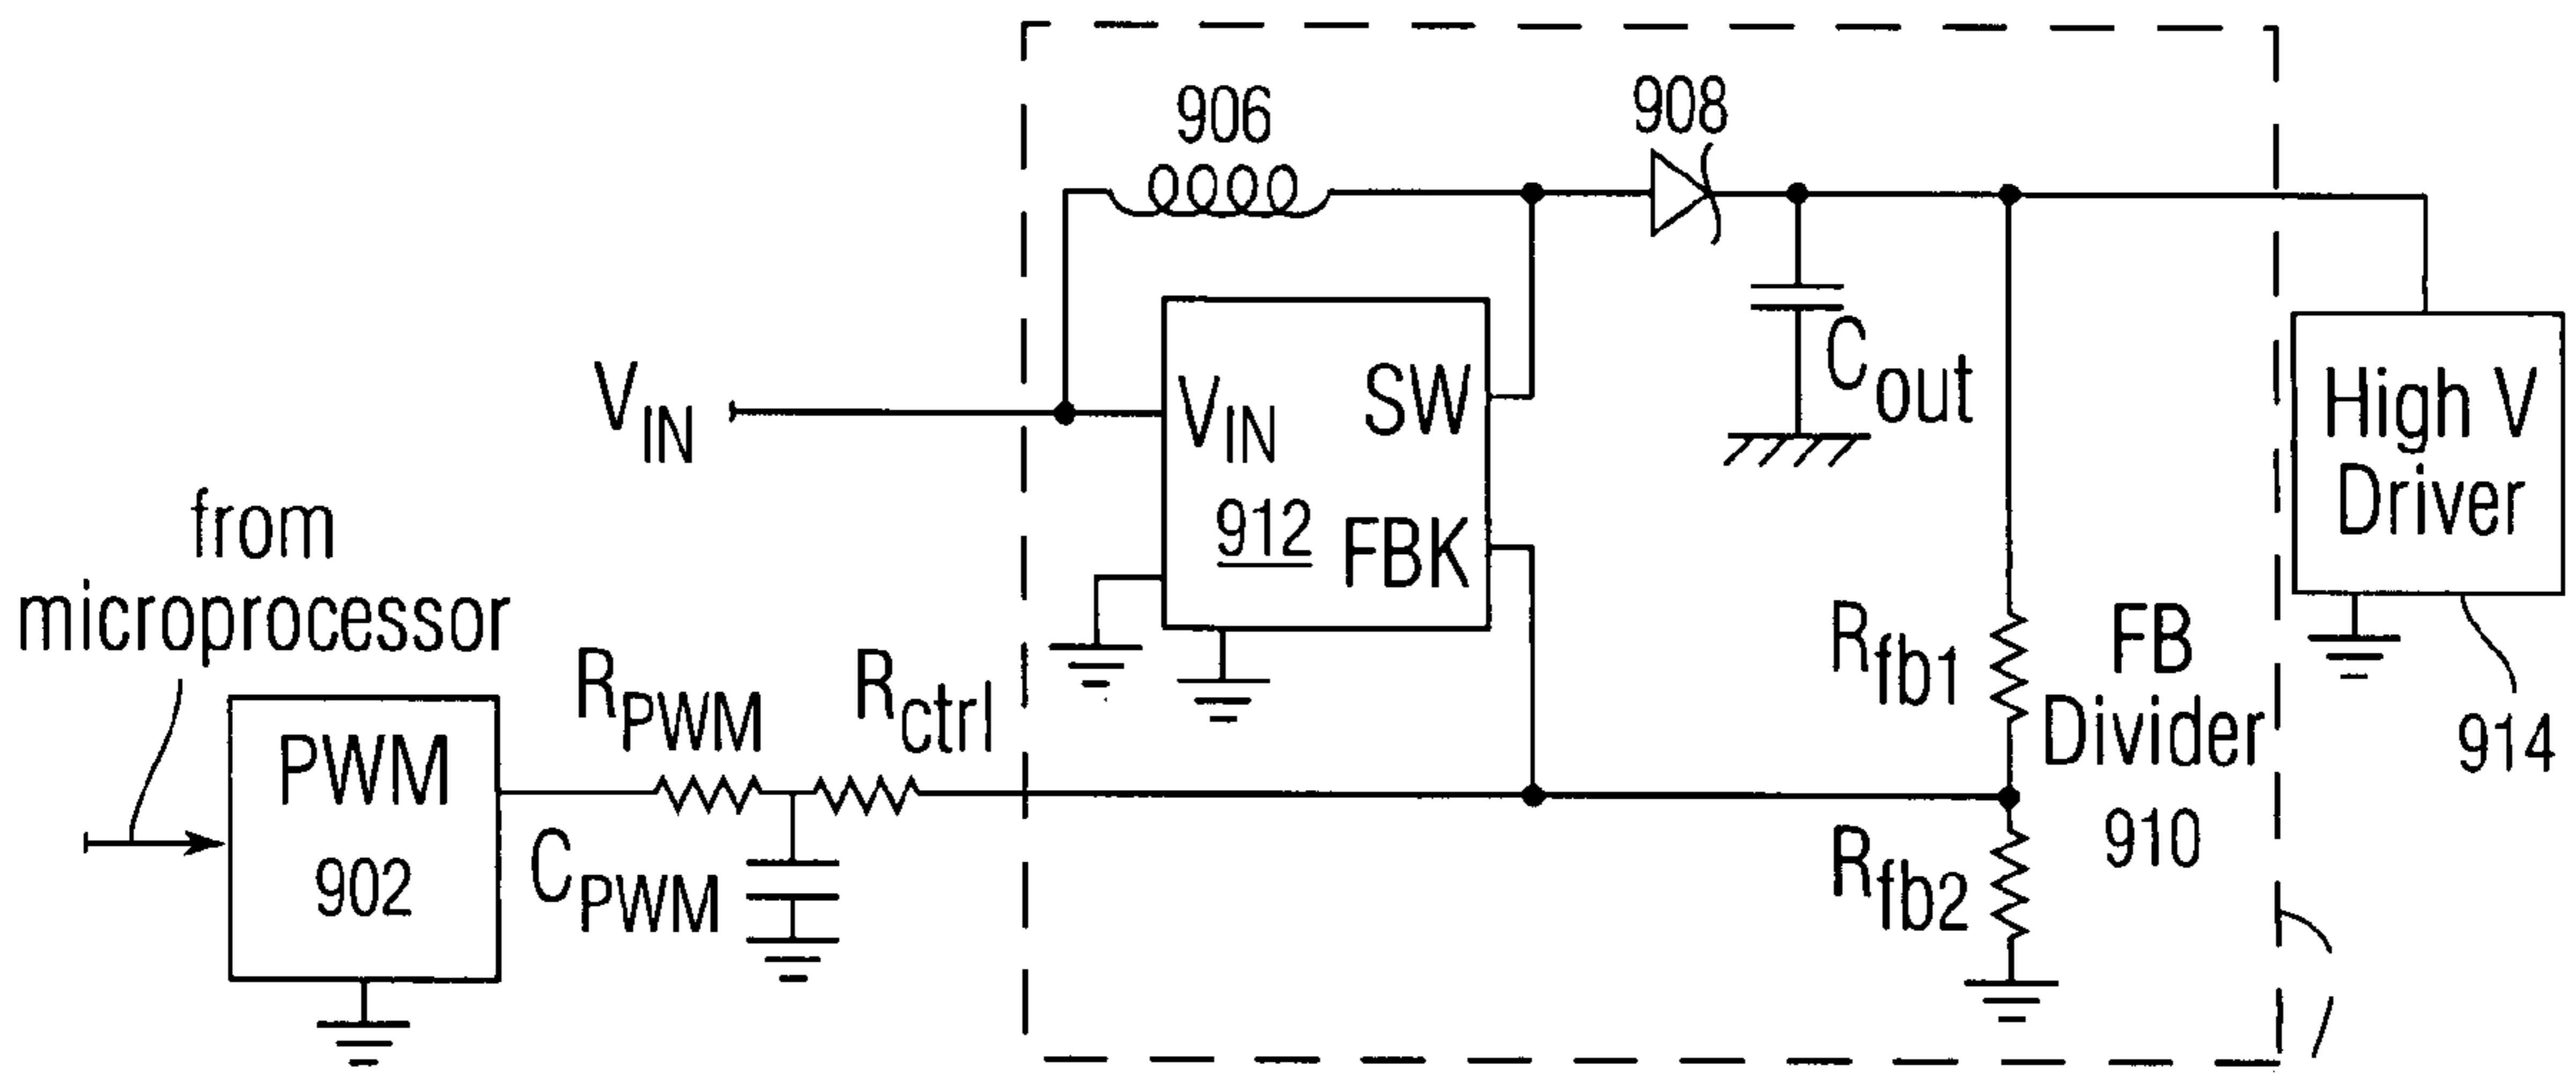 906
908
V_IN
V_IN
SW
C_out
High V
Driver
912
FBK
from
microprocessor
R_PWM
R_ctrl
R_fb1
FB
Divider
910
914
PWM
902
C_PWM
R_fb2